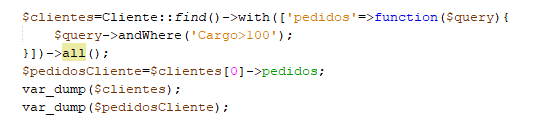 $clientes=Cliente::find()->with(['pedidos'=>function($query){
    $query->andWhere('Cargo>100');
}])->all();
$pedidosCliente=$clientes[0]->pedidos;
var_dump($clientes);
var_dump($pedidosCliente);